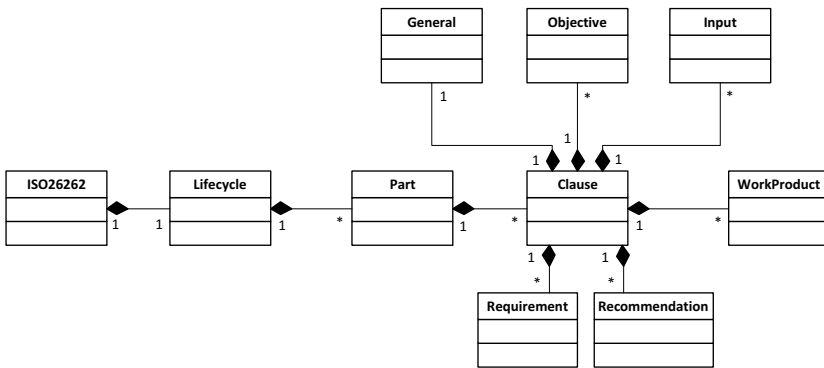 General
Objective
Input
1
*
*
1
1
1
ISO26262
Lifecycle
Part
Clause
WorkProduct
1
1
1
*
1
*
1
*
1
1
*
*
Requirement
Recommendation